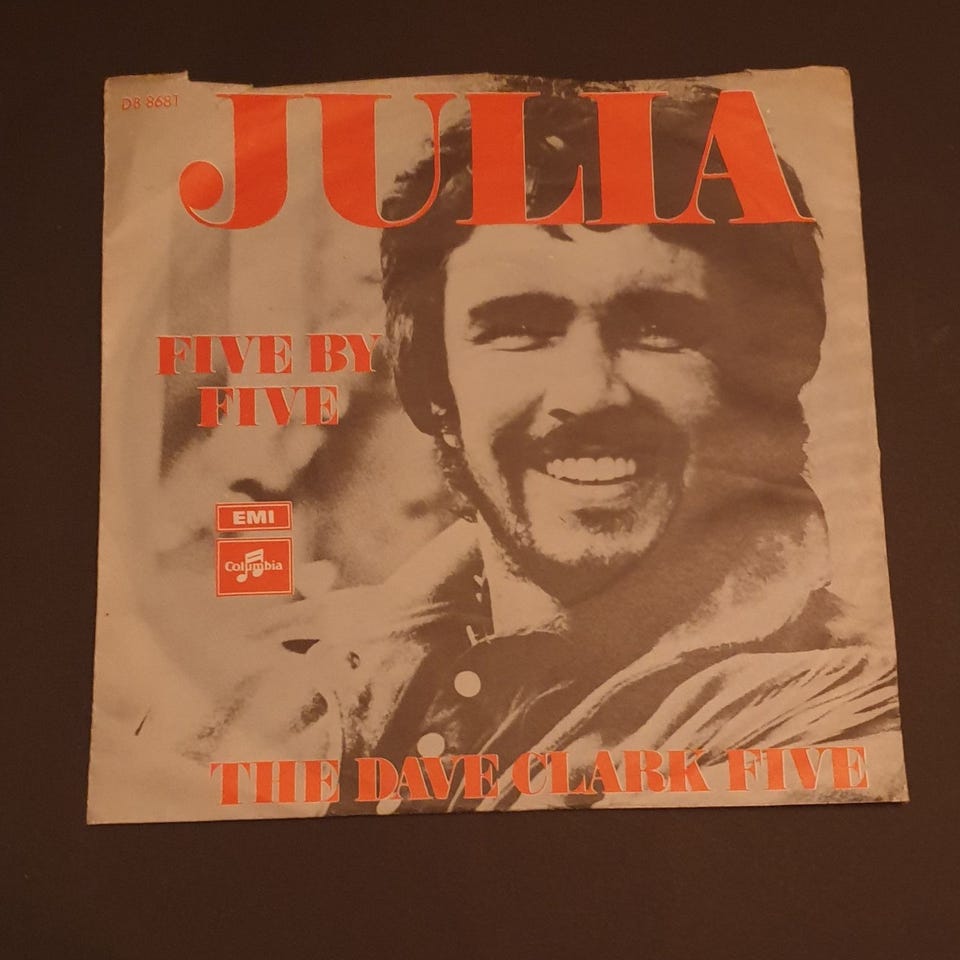 DB 8681
JULIA
FIVE BY
FIVE
EMI
Columbia
THE DAVE CLARK FIVE